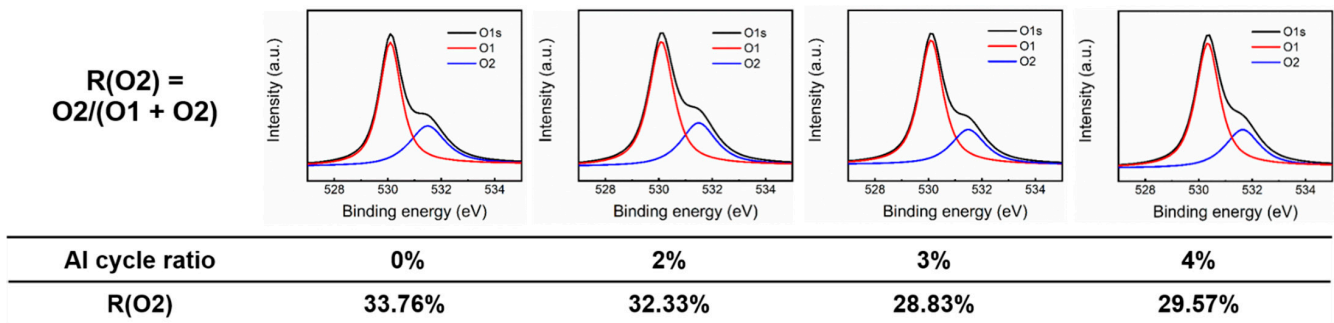 R(O2) =
O2/(O1 + O2)
Intensity (a.u.)
O1s
O1
O2
528 530 532 534
Binding energy (eV)
Intensity (a.u.)
O1s
O1
O2
528 530 532 534
Binding energy (eV)
Intensity (a.u.)
O1s
O1
O2
528 530 532 534
Binding energy (eV)
Intensity (a.u.)
O1s
O1
O2
528 530 532 534
Binding energy (eV)
Al cycle ratio 0% 2% 3% 4%
R(O2) 33.76% 32.33% 28.83% 29.57%